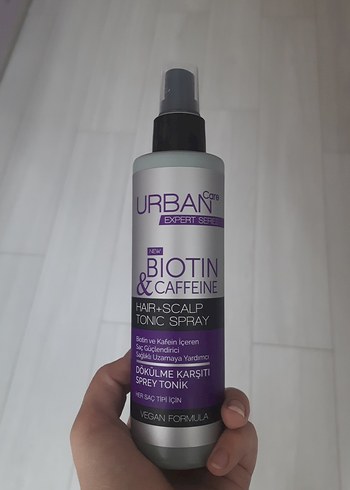 URBAN Care
EXPERT SERIES
NEW
BIOTIN
& CAFFEINE
HAIR+SCALP
TONIC SPRAY
Biotin ve Kafein İçeren
Saç Güçlendirici
Sağlıklı Uzamaya Yardımcı
DÖKÜLME KARŞITI
SPREY TONİK
HER SAÇ TİPİ İÇİN
VEGAN FORMULA